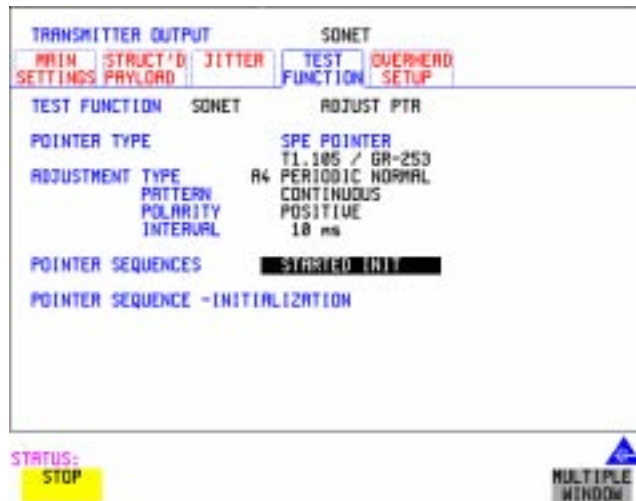 TRANSMITTER OUTPUT SONET
MAIN SETTINGS STRUCT'D PAYLOAD JITTER TEST FUNCTION OVERHEAD SETUP
TEST FUNCTION SONET ADJUST PTR
POINTER TYPE SPE POINTER
T1.105 / GR-253
ADJUSTMENT TYPE A4 PERIODIC NORMAL
PATTERN CONTINUOUS
POLARITY POSITIVE
INTERVAL 10 ms
POINTER SEQUENCES STARTED INIT
POINTER SEQUENCE -INITIALIZATION
STATUS:
STOP
MULTIPLE
WINDOW